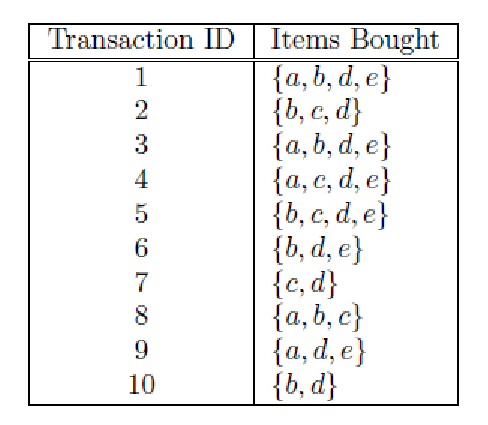 Transaction ID Items Bought
1 {a, b, d, e}
2 {b, c, d}
3 {a, b, d, e}
4 {a, c, d, e}
5 {b, c, d, e}
6 {b, d, e}
7 {c, d}
8 {a, b, c}
9 {a, d, e}
10 {b, d}